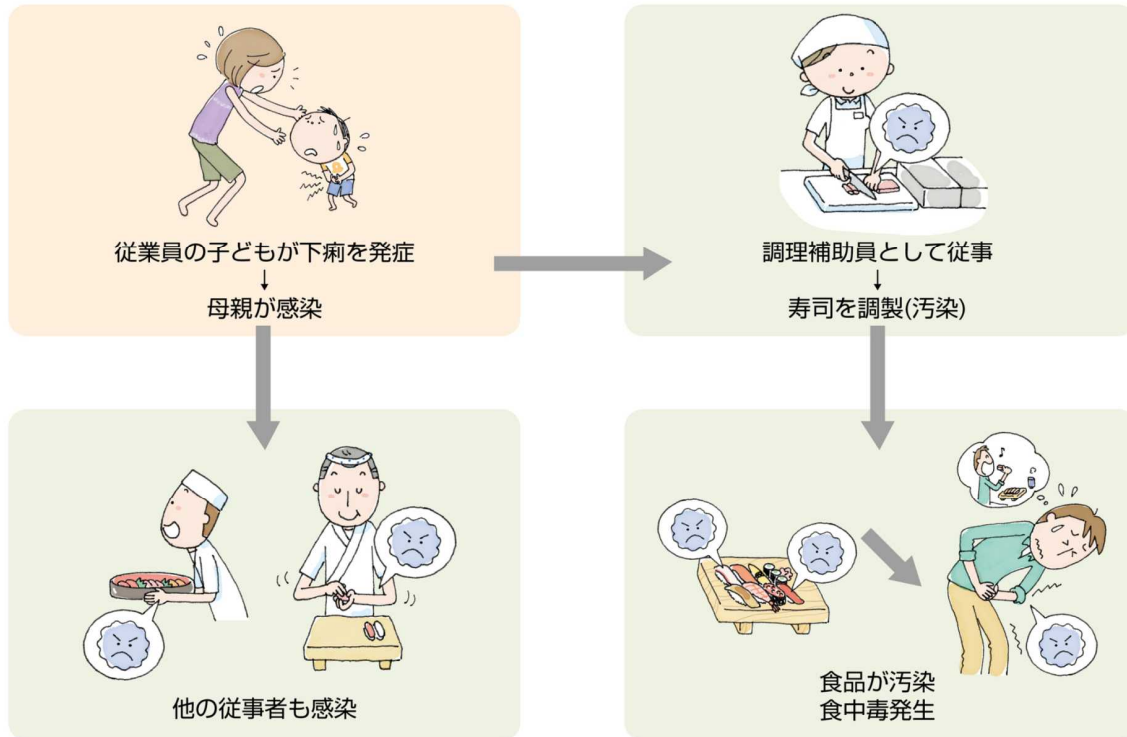 従業員の子どもが下痢を発症
↓
母親が感染
調理補助員として従事
↓
寿司を調製(汚染)
他の従事者も感染
食品が汚染
食中毒発生